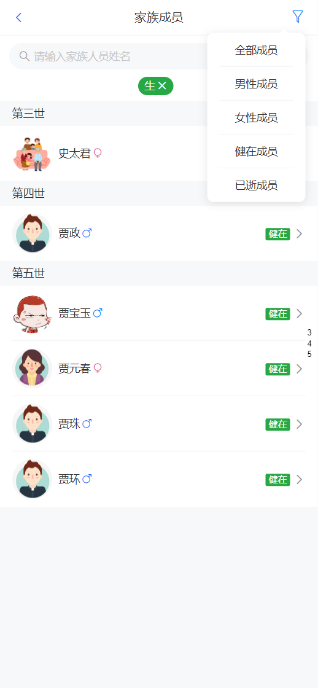 家族成员
请输入家族人员姓名
生 ×
全部成员
男性成员
女性成员
健在成员
已逝成员
第三世
史太君
第四世
贾政 健在
第五世
贾宝玉 健在
3
4
5
贾元春 健在
贾珠 健在
贾环 健在